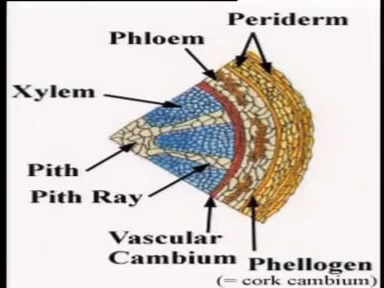 Periderm
Phloem
Xylem
Pith
Pith Ray
Vascular
Cambium
Phellogen
(= cork cambium)